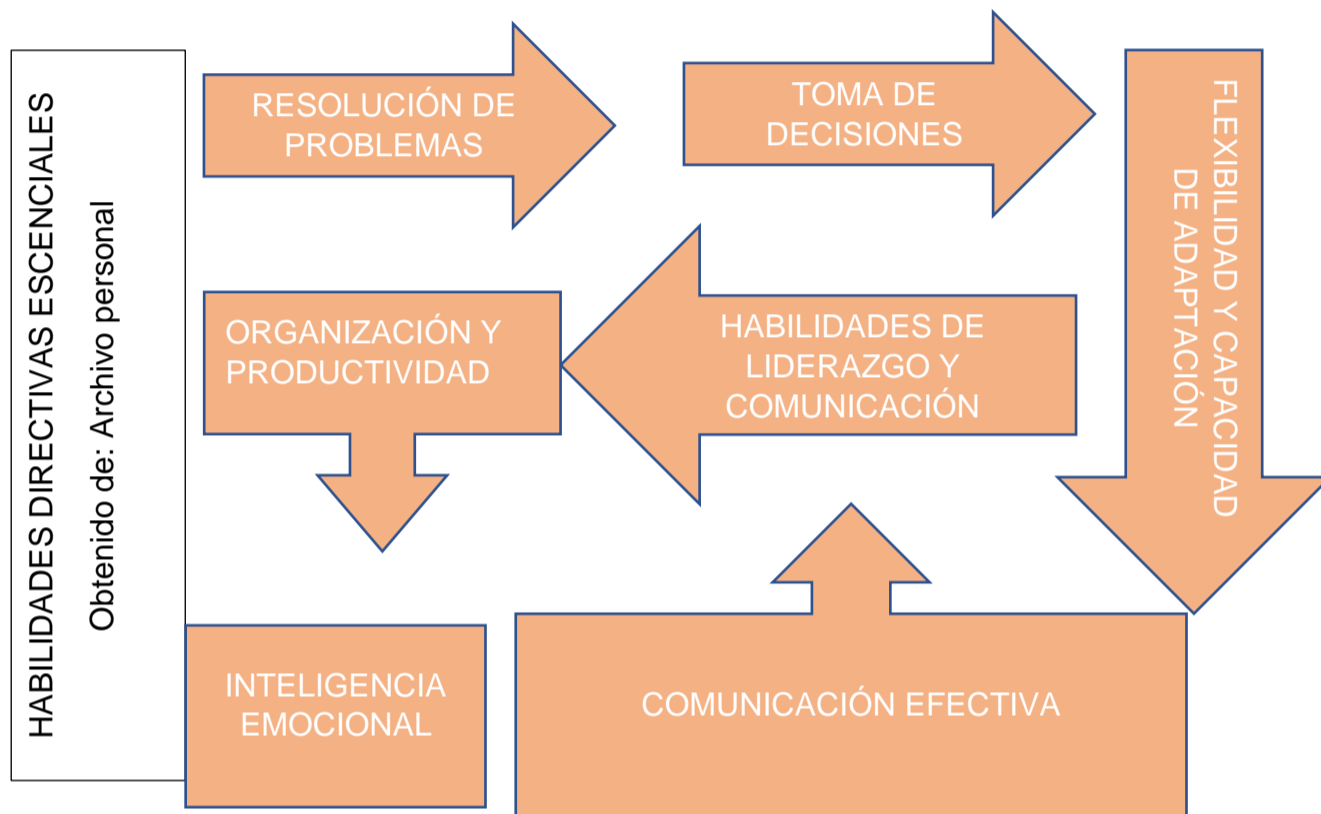 HABILIDADES DIRECTIVAS ESCENCIALES
Obtenido de: Archivo personal
RESOLUCIÓN DE
PROBLEMAS
TOMA DE
DECISIONES
FLEXIBILIDAD Y CAPACIDAD
DE ADAPTACIÓN
ORGANIZACIÓN Y
PRODUCTIVIDAD
HABILIDADES DE
LIDERAZGO Y
COMUNICACIÓN
INTELIGENCIA
EMOCIONAL
COMUNICACIÓN EFECTIVA